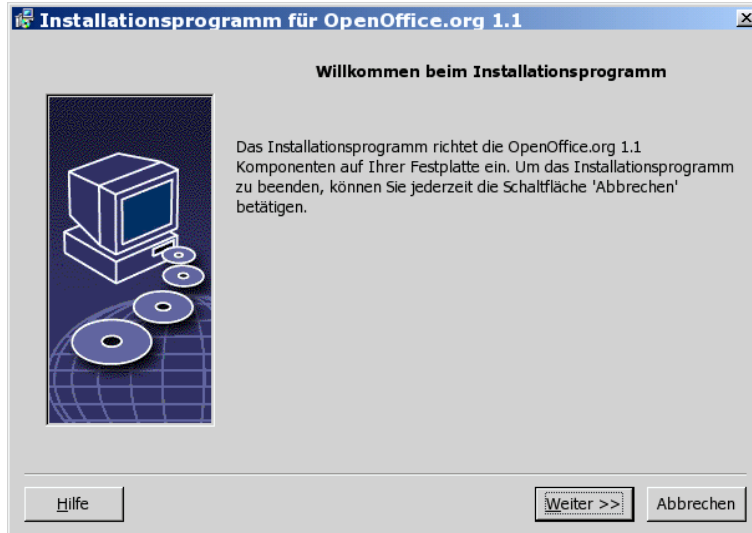 Installationsprogramm für OpenOffice.org 1.1
Willkommen beim Installationsprogramm
Das Installationsprogramm richtet die OpenOffice.org 1.1
Komponenten auf Ihrer Festplatte ein. Um das Installationsprogramm
zu beenden, können Sie jederzeit die Schaltfläche 'Abbrechen'
betätigen.
Hilfe
Weiter >>
Abbrechen